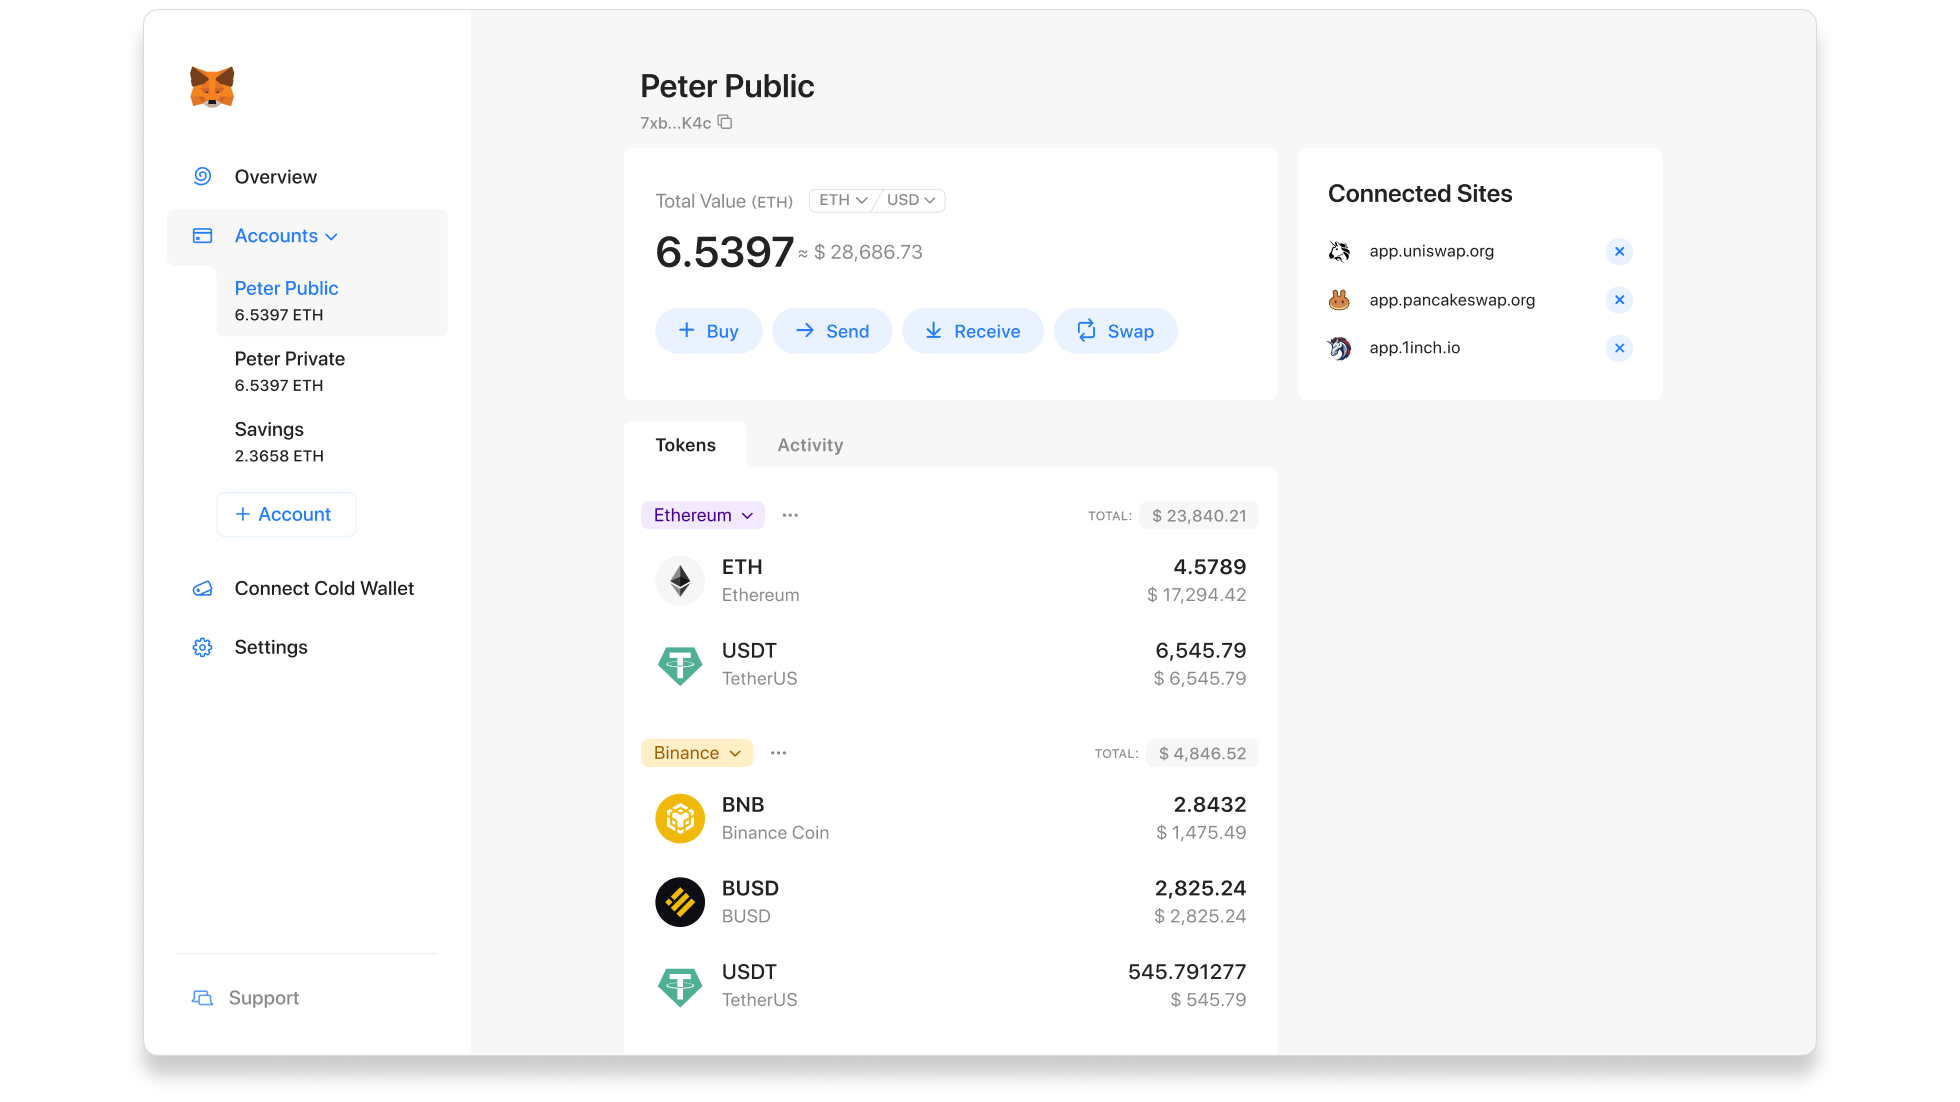 Overview
Accounts
Peter Public
6.5397 ETH
Peter Private
6.5397 ETH
Savings
2.3658 ETH
+ Account
Connect Cold Wallet
Settings
Support
Peter Public
7xb...K4c
Total Value (ETH) ETH USD
6.5397 ≈ $ 28,686.73
+ Buy
Send
Receive
Swap
Connected Sites
app.uniswap.org
app.pancakeswap.org
app.1inch.io
Tokens
Activity
Ethereum ... TOTAL: $ 23,840.21
ETH 4.5789
Ethereum $ 17,294.42
USDT 6,545.79
TetherUS $ 6,545.79
Binance ... TOTAL: $ 4,846.52
BNB 2.8432
Binance Coin $ 1,475.49
BUSD 2,825.24
BUSD $ 2,825.24
USDT 545.791277
TetherUS $ 545.79